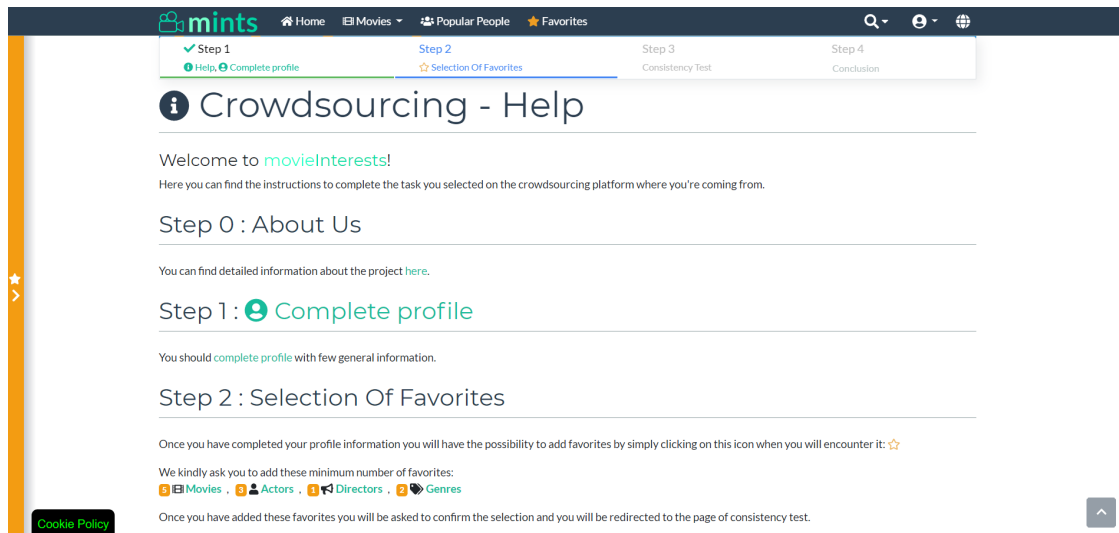 mints Home Movies Popular People Favorites
Step 1 Step 2 Step 3 Step 4
Help, Complete profile Selection Of Favorites Consistency Test Conclusion
Crowdsourcing - Help
Welcome to movieInterests!
Here you can find the instructions to complete the task you selected on the crowdsourcing platform where you're coming from.
Step 0 : About Us
You can find detailed information about the project here.
Step 1 : Complete profile
You should complete profile with few general information.
Step 2 : Selection Of Favorites
Once you have completed your profile information you will have the possibility to add favorites by simply clicking on this icon when you will encounter it:
We kindly ask you to add these minimum number of favorites:
5 Movies , 3 Actors , 1 Directors , 2 Genres
Once you have added these favorites you will be asked to confirm the selection and you will be redirected to the page of consistency test.
Cookie Policy